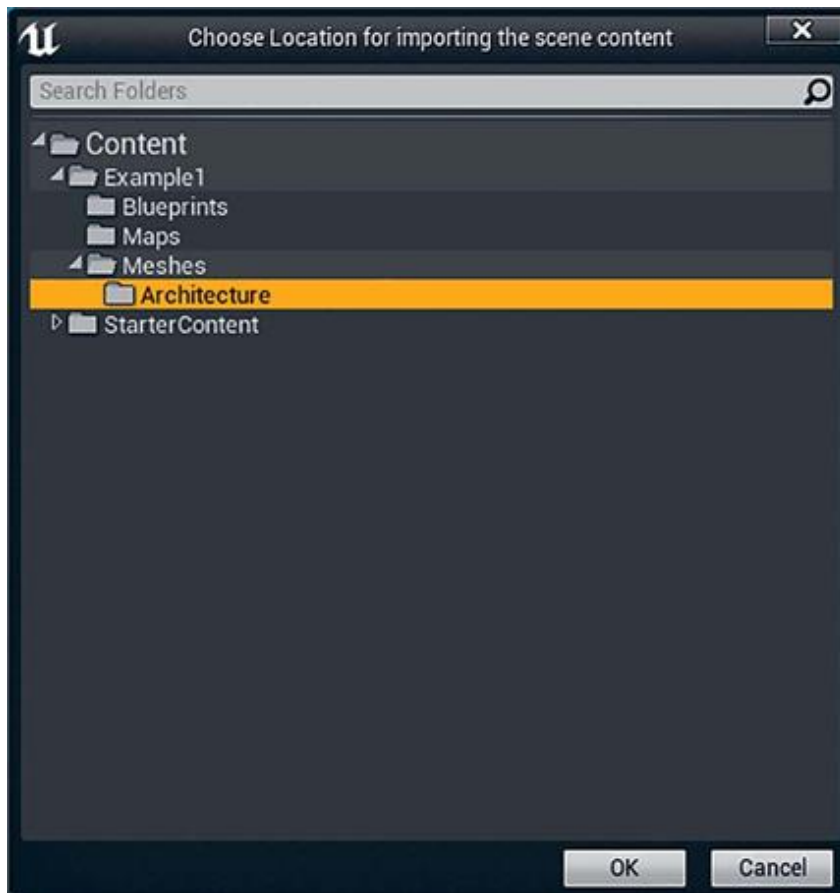 Choose Location for importing the scene content
Search Folders
Content
Example1
Blueprints
Maps
Meshes
Architecture
StarterContent
OK Cancel